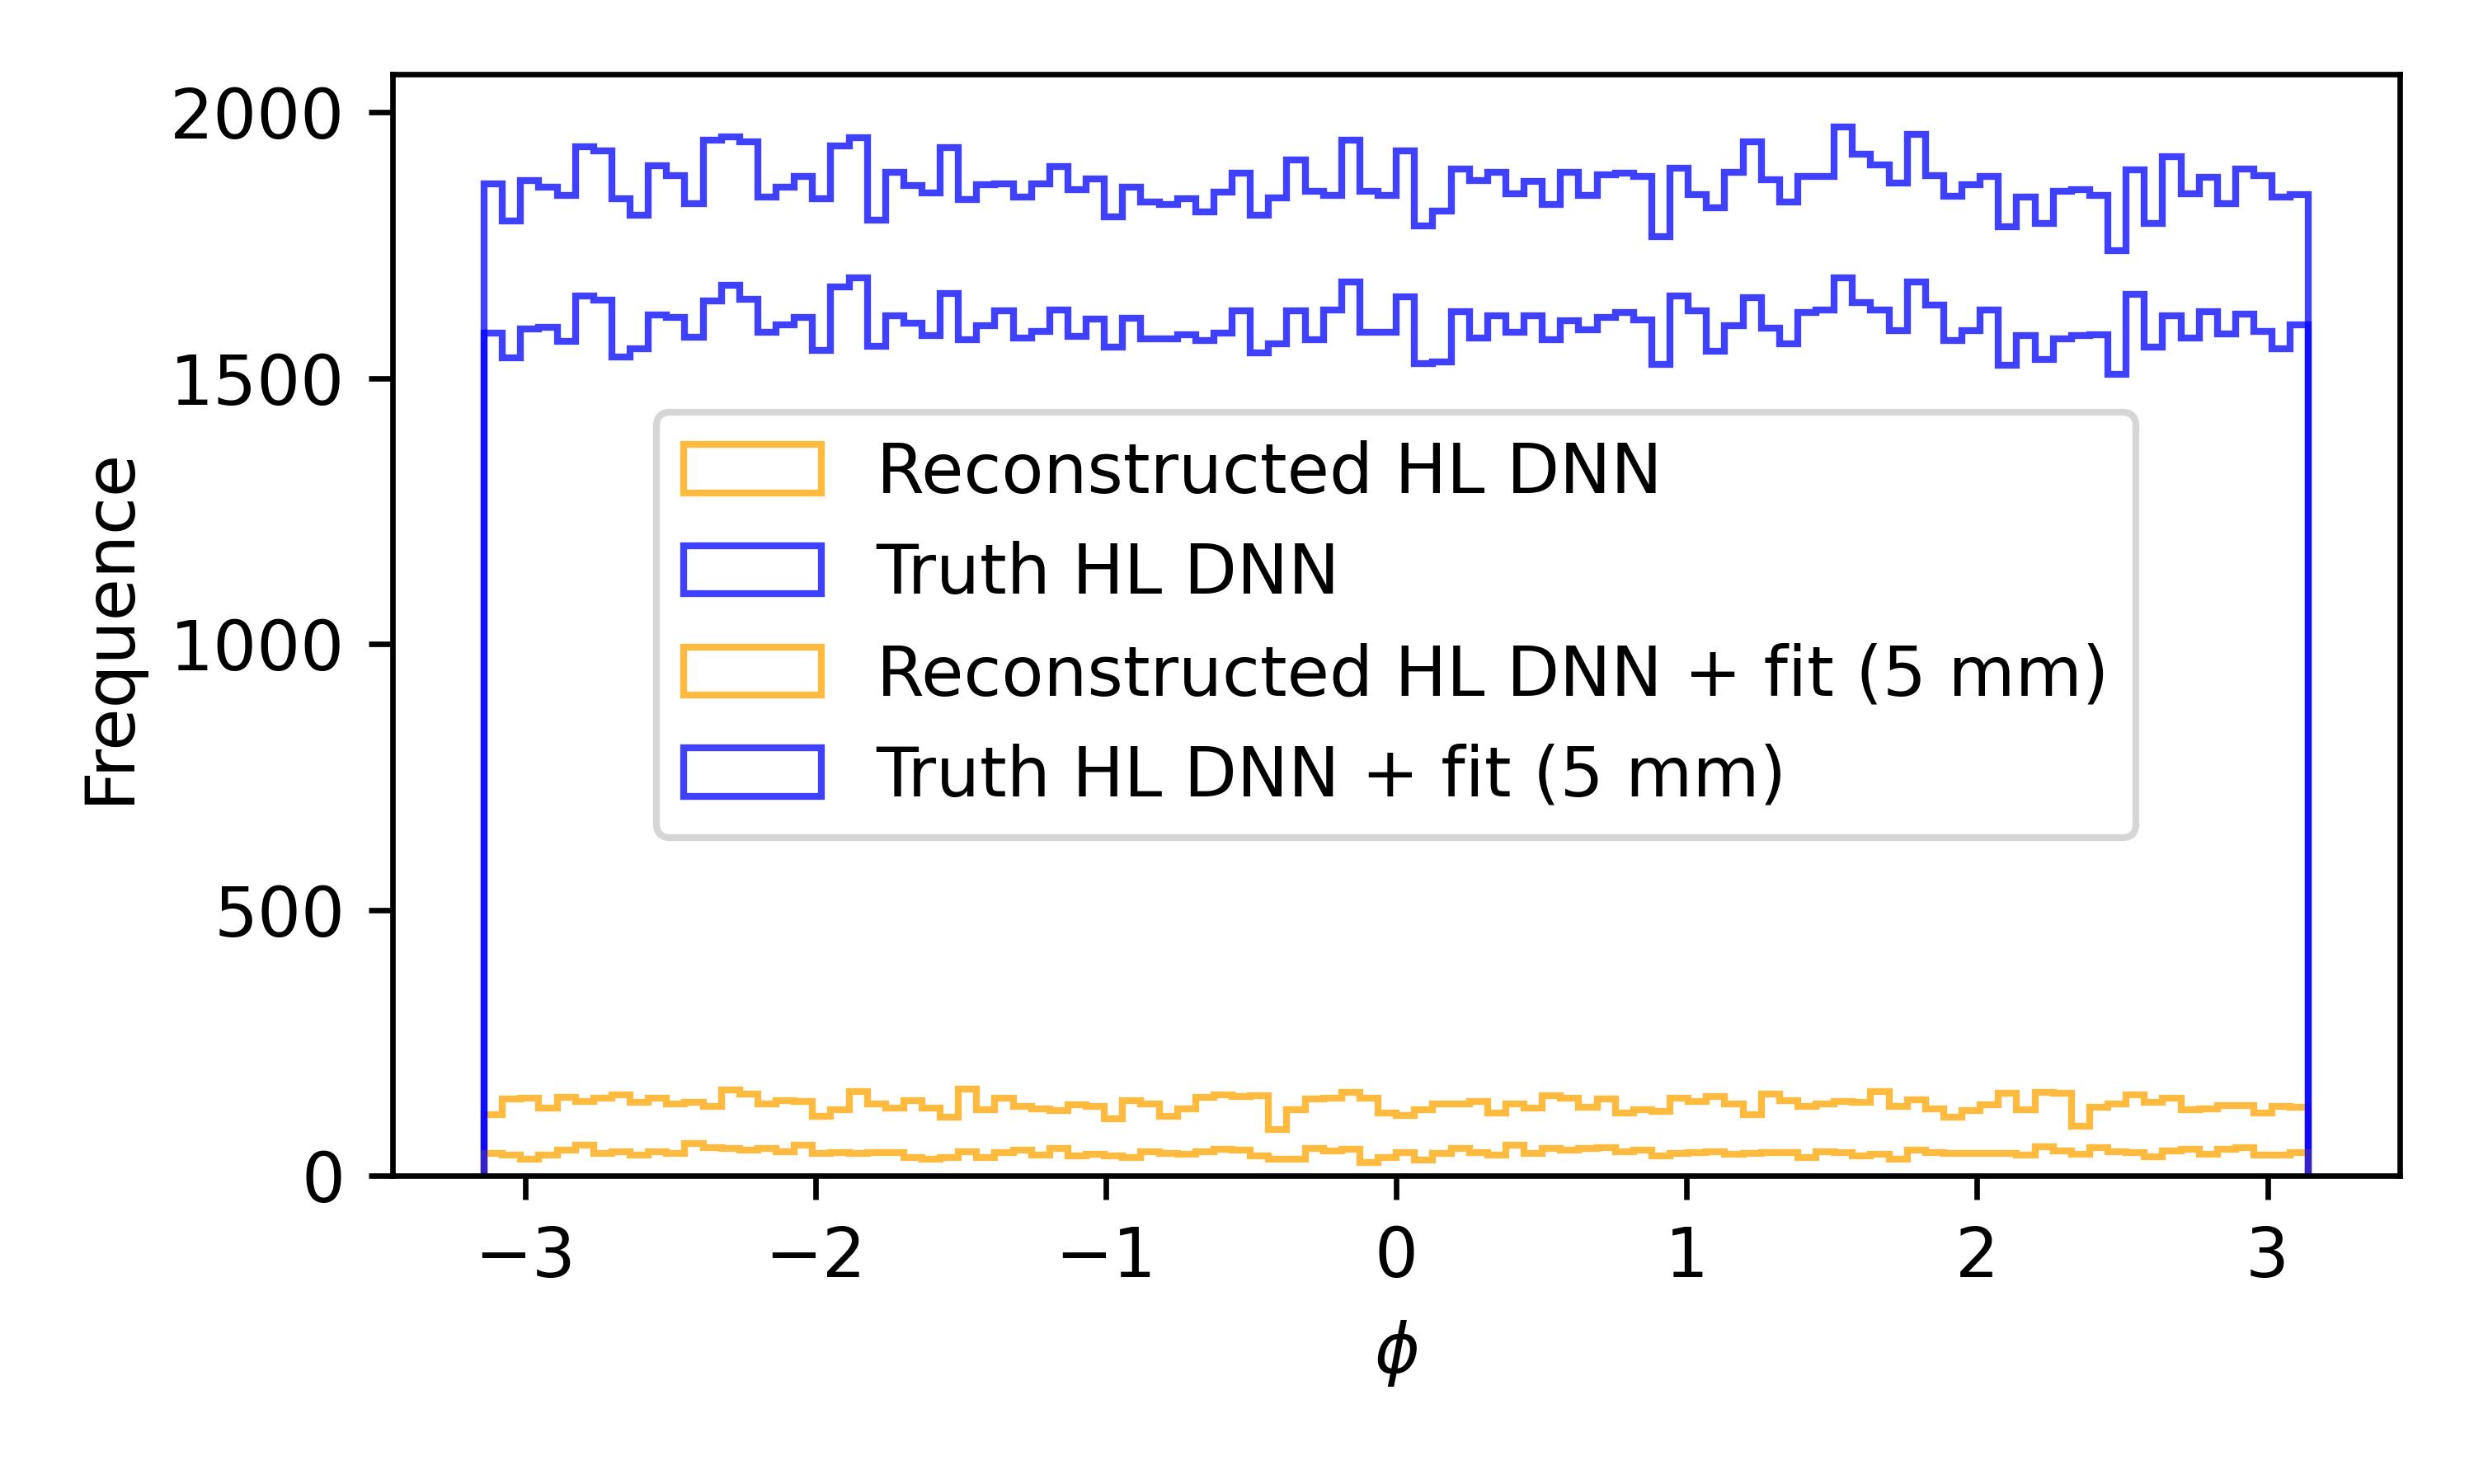 2000
1500
1000
500
0
Frequence
Reconstructed HL DNN
Truth HL DNN
Reconstructed HL DNN + fit (5 mm)
Truth HL DNN + fit (5 mm)
−3 −2 −1 0 1 2 3
ϕ